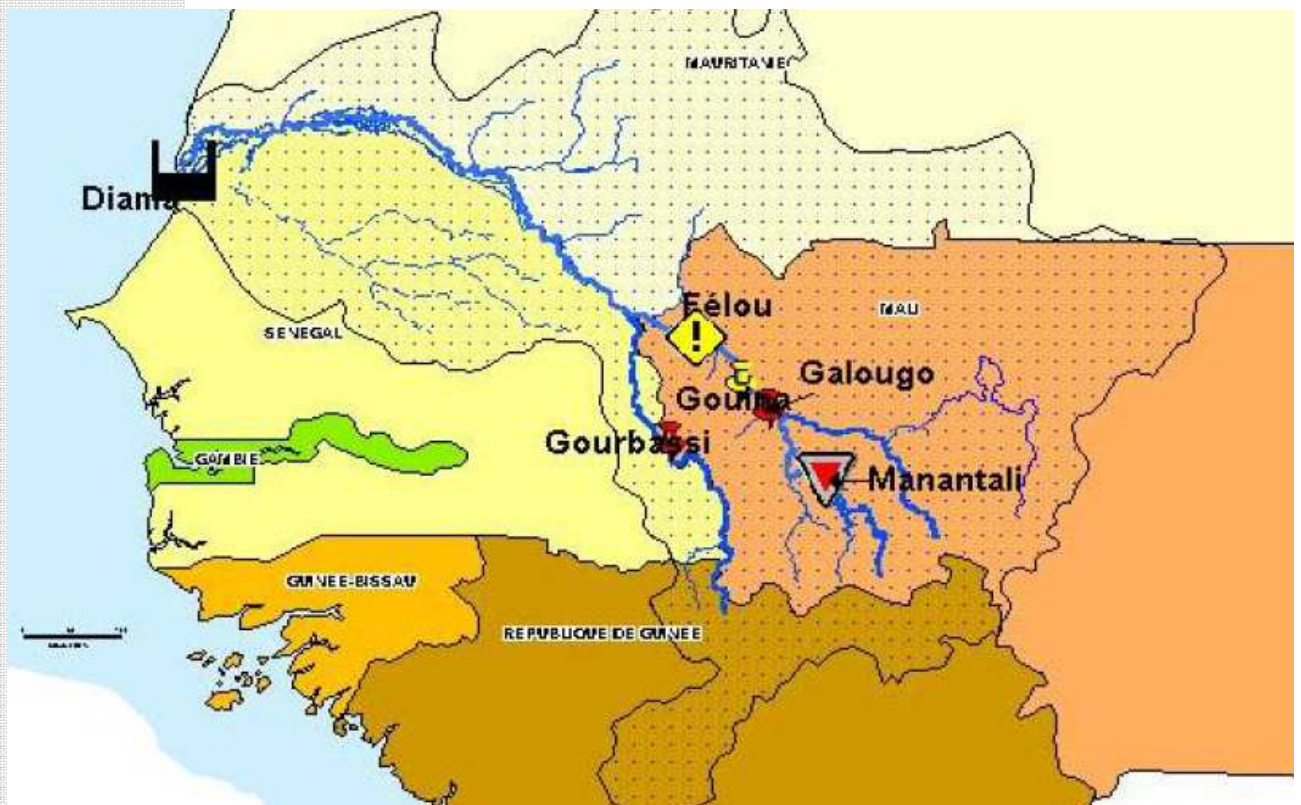 MAURITANIE
Diama
Félou
MALI
SENEGAL
Galougo
Gouina
Gourbassi
GAMBIE
Manantali
GUINEE-BISSAU
REPUBLIQUE DE GUINEE